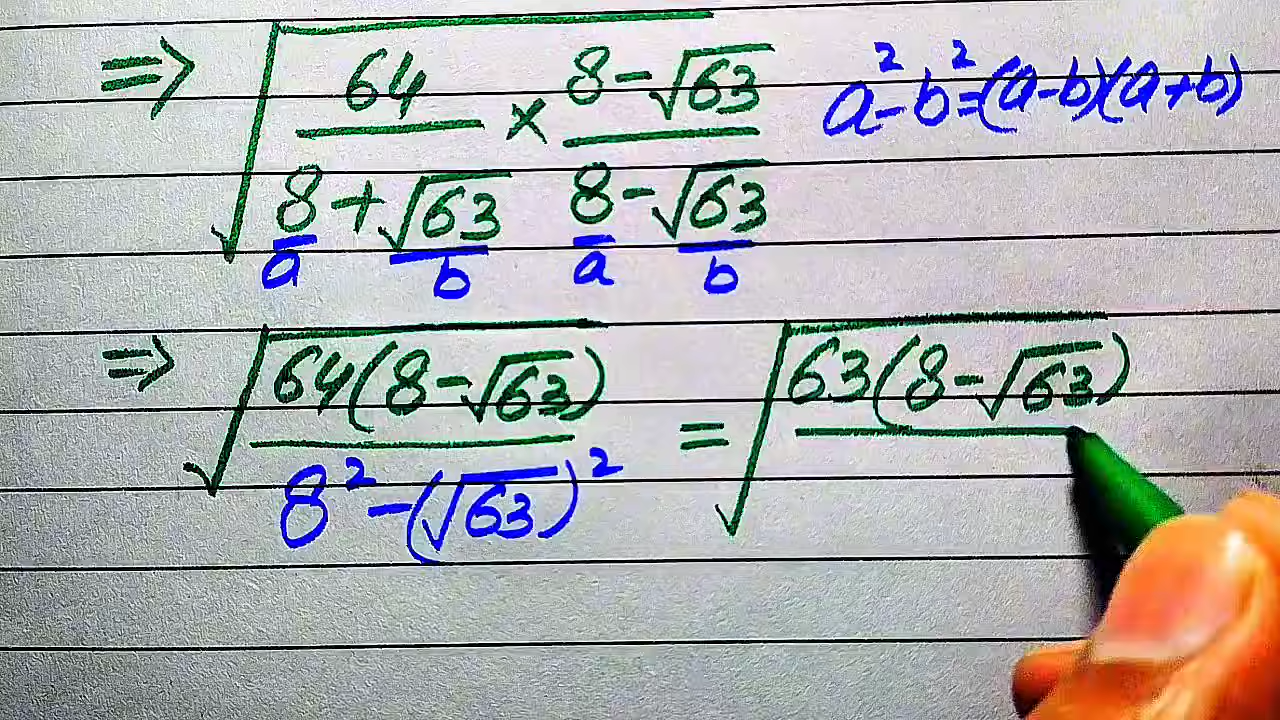 ⇒ √(64/(8+√63) × (8-√63)/(8-√63)) a²-b²=(a-b)(a+b)
a b a b
⇒ √(64(8-√63)/(8²-(√63)²)) = √(63(8-√63)